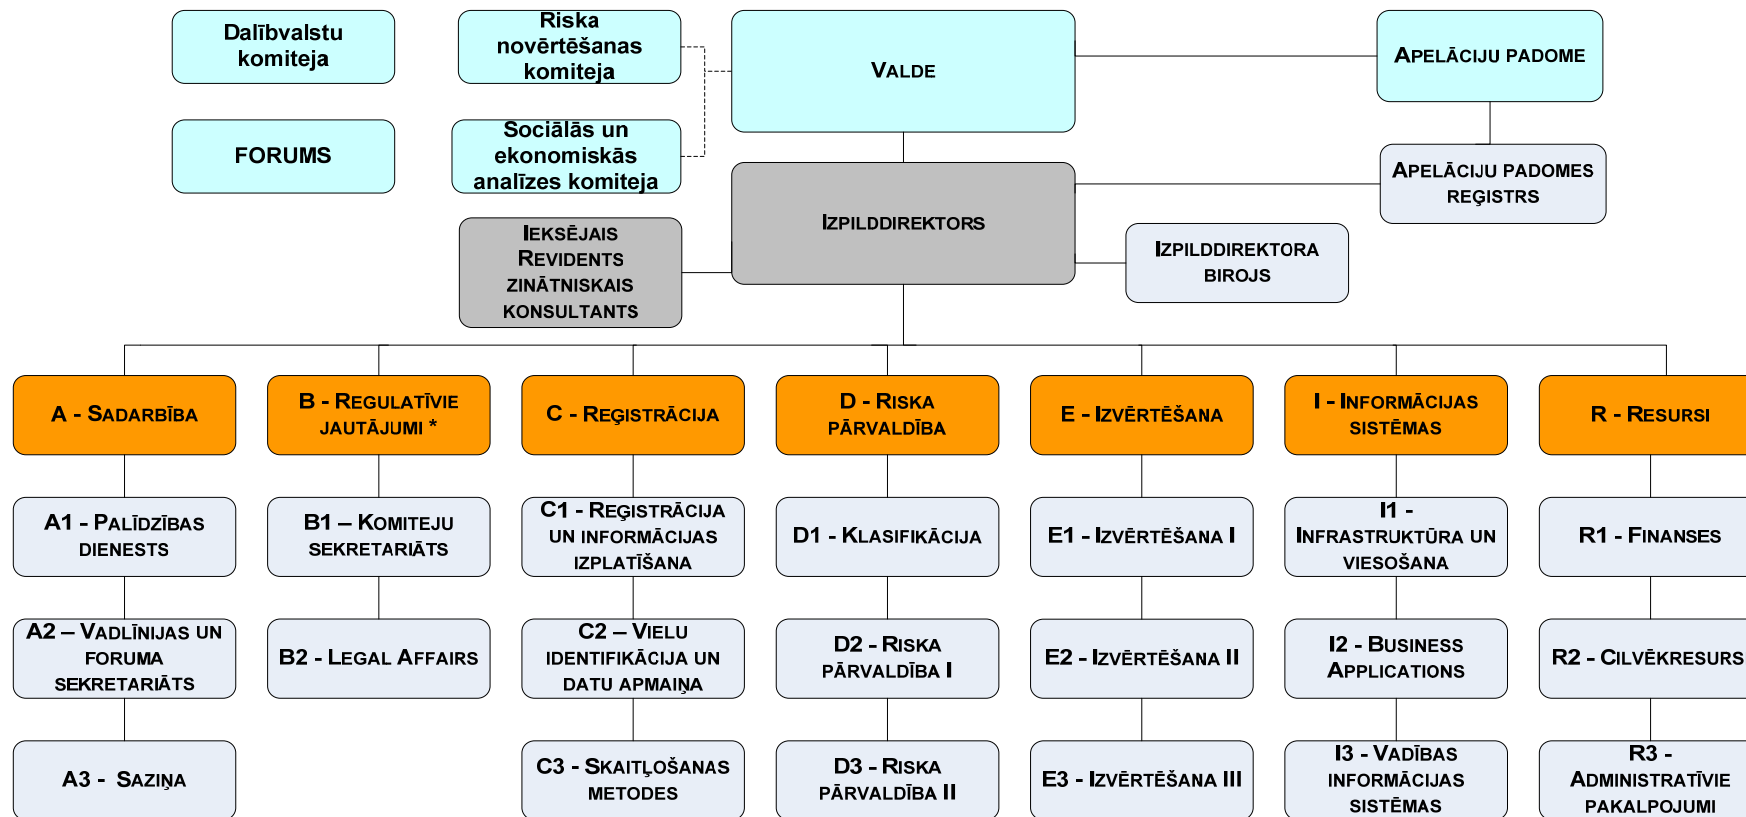 Dalībvalstu
komiteja
Riska
novērtēšanas
komiteja
VALDE
APELĀCIJU PADOME
FORUMS
Sociālās un
ekonomiskās
analīzes komiteja
APELĀCIJU PADOMES
REĢISTRS
IZPILDDIREKTORS
IEKSĒJAIS
REVIDENTS
ZINĀTNISKAIS
KONSULTANTS
IZPILDDIREKTORA
BIROJS
A - SADARBĪBA
B - REGULATĪVIE
JAUTĀJUMI *
C - REĢISTRĀCIJA
D - RISKA
PĀRVALDĪBA
E - IZVĒRTĒŠANA
I - INFORMĀCIJAS
SISTĒMAS
R - RESURSI
A1 - PALĪDZĪBAS
DIENESTS
B1 – KOMITEJU
SEKRETARIĀTS
C1 - REĢISTRĀCIJA
UN INFORMĀCIJAS
IZPLATĪŠANA
D1 - KLASIFIKĀCIJA
E1 - IZVĒRTĒŠANA I
I1 -
INFRASTRUKTŪRA UN
VIESOŠANA
R1 - FINANSES
A2 – VADLĪNIJAS UN
FORUMA
SEKRETARIĀTS
B2 - LEGAL AFFAIRS
C2 – VIELU
IDENTIFIKĀCIJA UN
DATU APMAIŅA
D2 - RISKA
PĀRVALDĪBA I
E2 - IZVĒRTĒŠANA II
I2 - BUSINESS
APPLICATIONS
R2 - CILVĒKRESURSI
A3 - SAZIŅA
C3 - SKAITĻOŠANAS
METODES
D3 - RISKA
PĀRVALDĪBA II
E3 - IZVĒRTĒŠANA III
I3 - VADĪBAS
INFORMĀCIJAS
SISTĒMAS
R3 -
ADMINISTRATĪVIE
PAKALPOJUMI